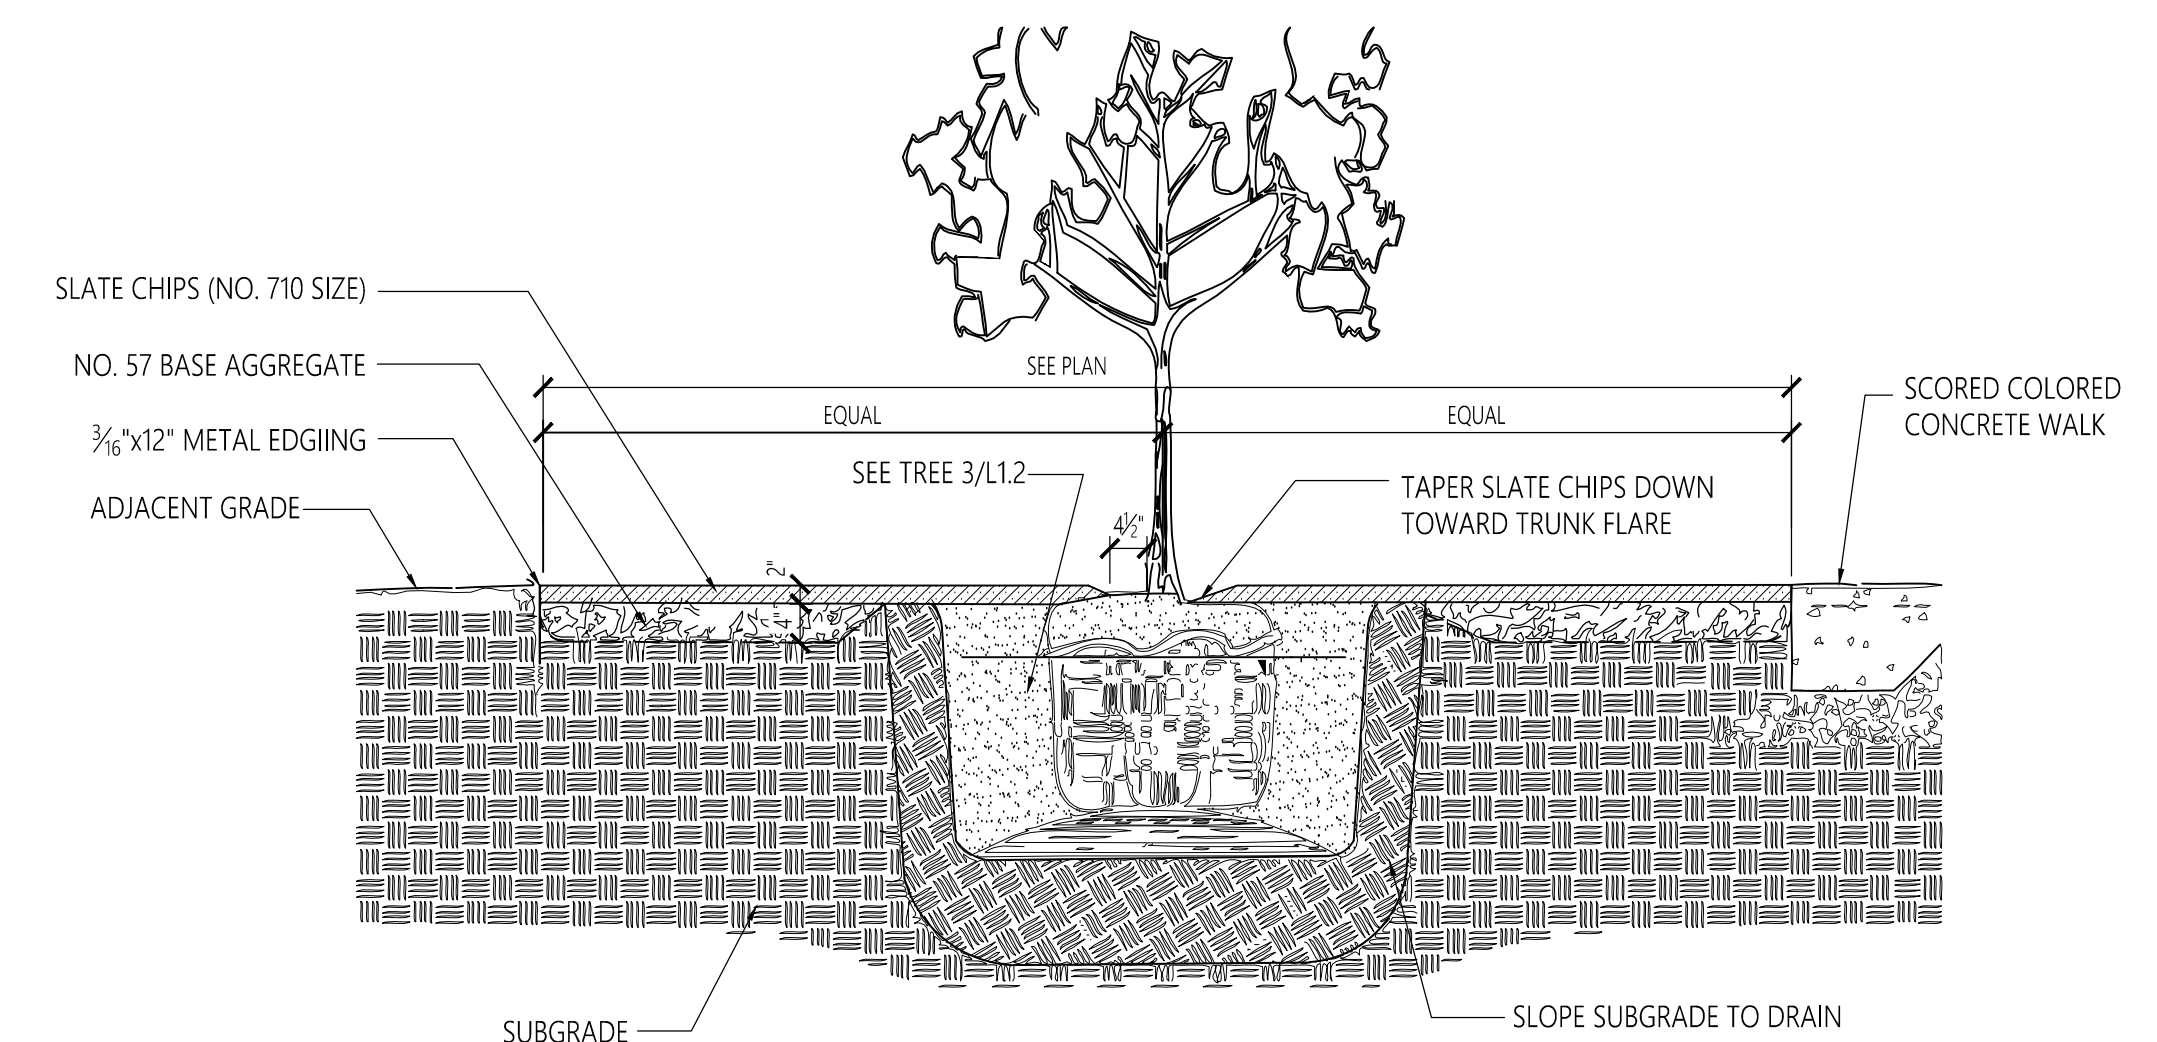 SLATE CHIPS (NO. 710 SIZE)
NO. 57 BASE AGGREGATE
3/16"x12" METAL EDGIING
ADJACENT GRADE
SEE PLAN
EQUAL
EQUAL
SEE TREE 3/L1.2
4½"
TAPER SLATE CHIPS DOWN
TOWARD TRUNK FLARE
SCORED COLORED
CONCRETE WALK
2"
4"
SUBGRADE
SLOPE SUBGRADE TO DRAIN